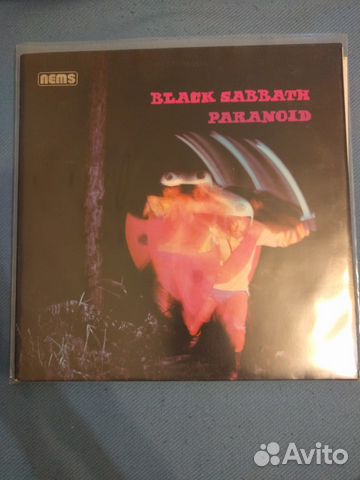 nems
BLACK SABBATH
PARANOID
Avito